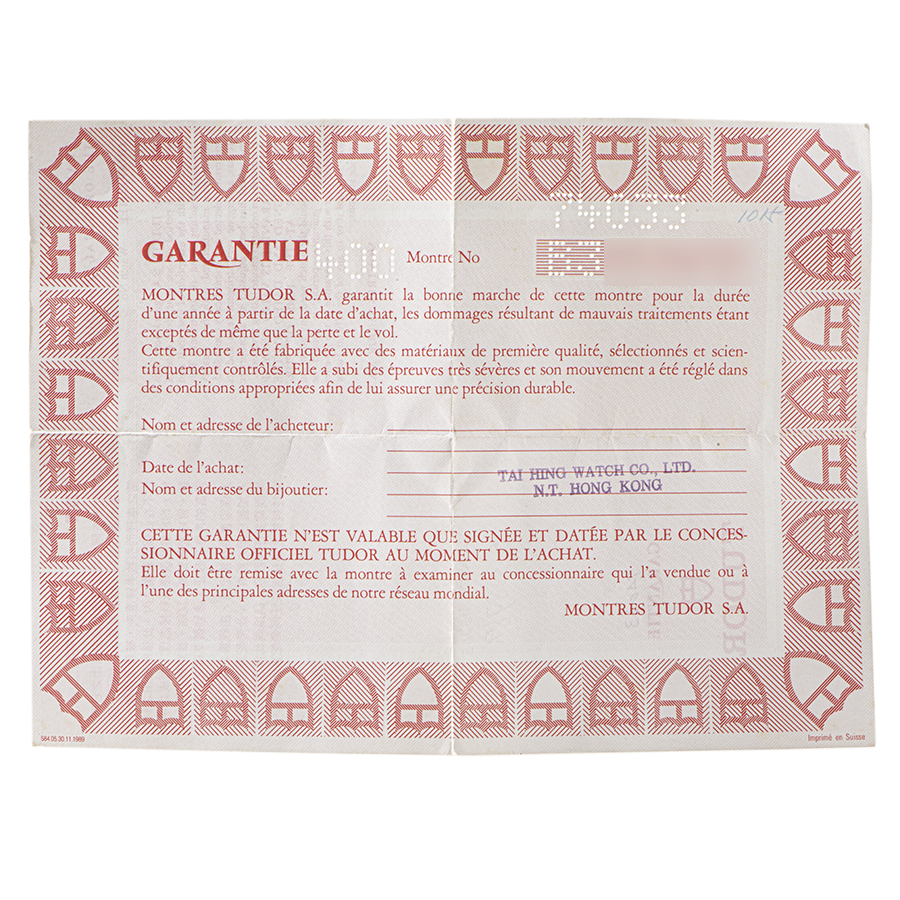 74033
10K
GARANTIE 400 Montre No
MONTRES TUDOR S.A. garantit la bonne marche de cette montre pour la durée
d'une année à partir de la date d'achat, les dommages résultant de mauvais traitements étant
exceptés de même que la perte et le vol.
Cette montre a été fabriquée avec des matériaux de première qualité, sélectionnés et scien-
tifiquement contrôlés. Elle a subi des épreuves très sévères et son mouvement a été réglé dans
des conditions appropriées afin de lui assurer une précision durable.
Nom et adresse de l'acheteur:
Date de l'achat:
TAI HING WATCH CO., LTD.
Nom et adresse du bijoutier:
N.T. HONG KONG
CETTE GARANTIE N'EST VALABLE QUE SIGNÉE ET DATÉE PAR LE CONCES-
SIONNAIRE OFFICIEL TUDOR AU MOMENT DE L'ACHAT.
Elle doit être remise avec la montre à examiner au concessionnaire qui l'a vendue ou à
l'une des principales adresses de notre réseau mondial.
MONTRES TUDOR S.A.
584.05.30.11.1989
Imprimé en Suisse